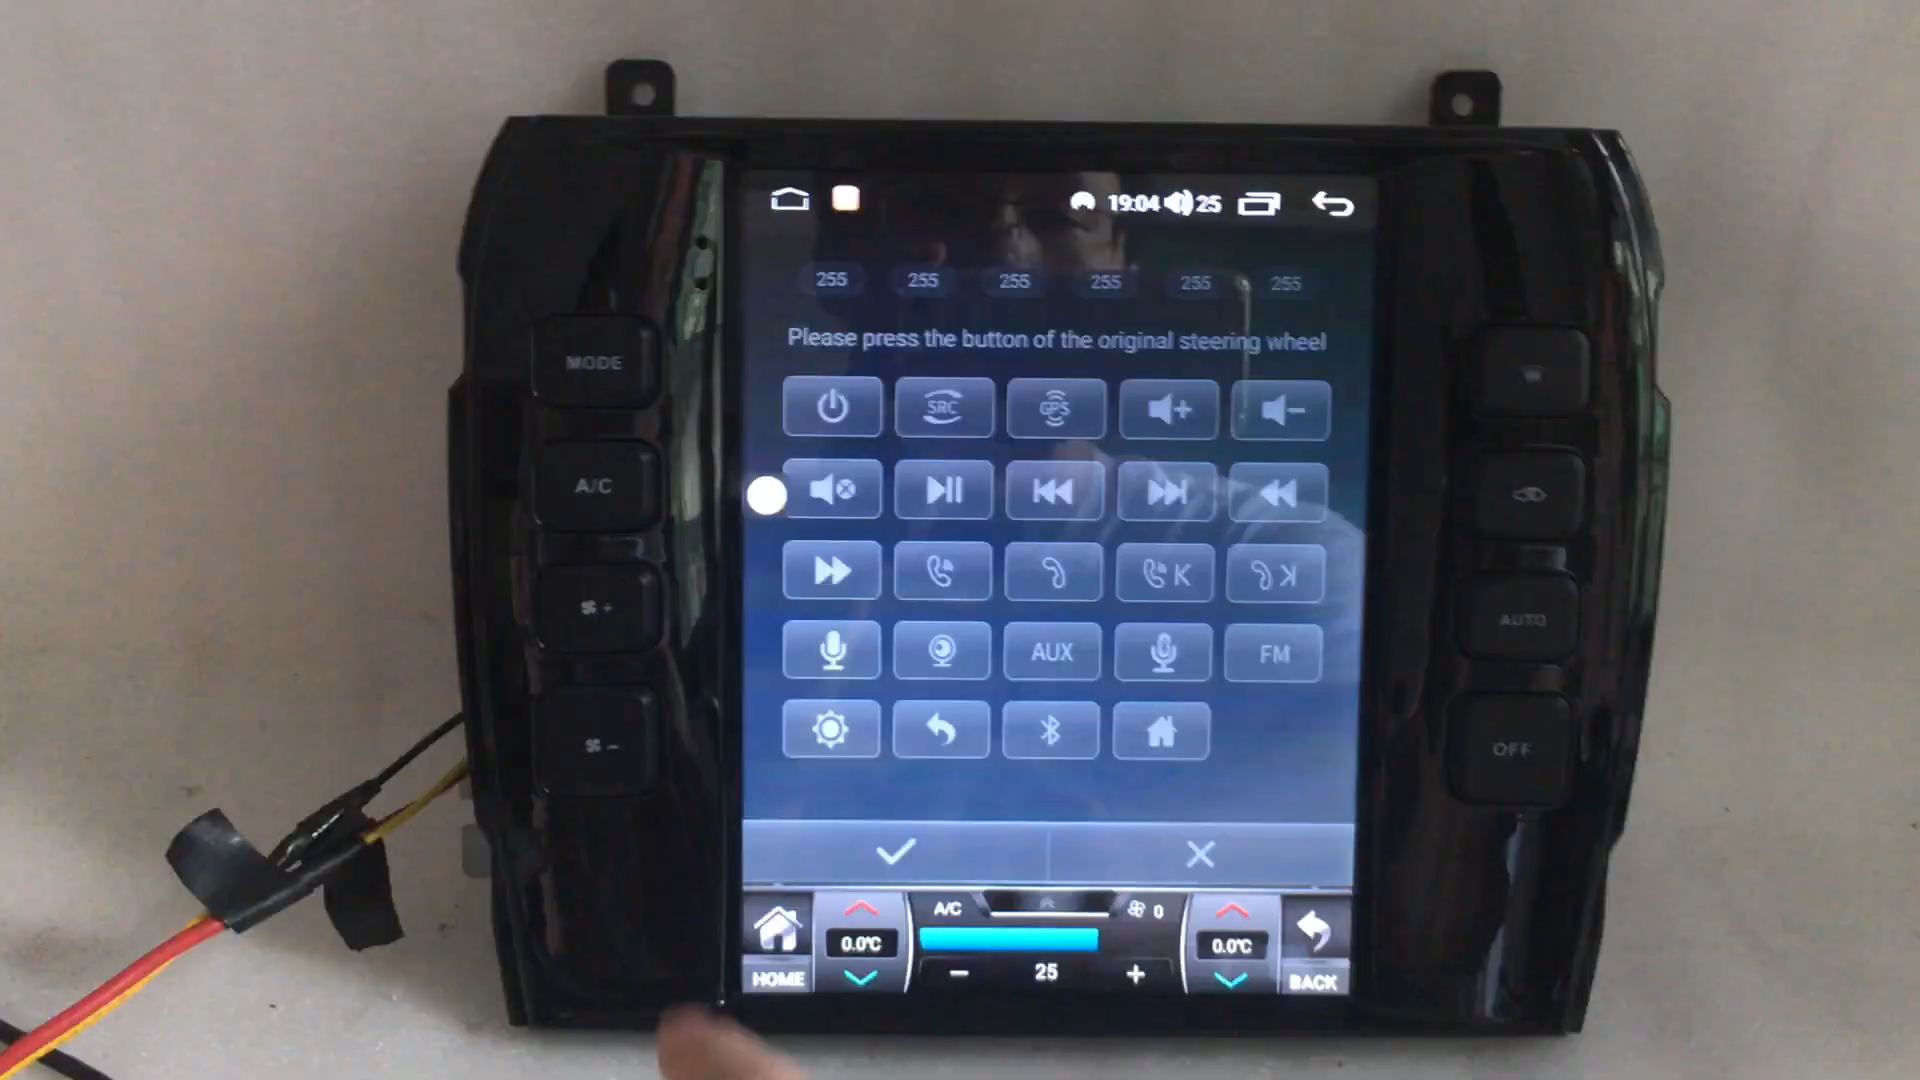 19:04 25
255 255 255 255 255 255
Please press the button of the original steering wheel
MODE
SRC GPS + −
A/C
K K
AUX FM
AUTO
OFF
A/C 0
0.0℃ 0.0℃
− 25 +
HOME BACK